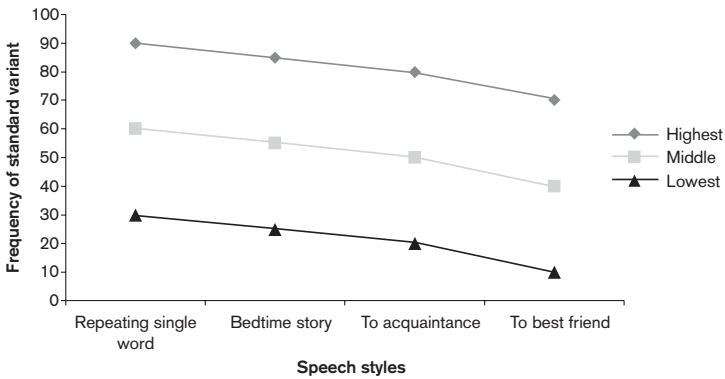 100
90
80
70
60
50
40
30
20
10
0
Frequency of standard variant
Repeating single
word
Bedtime story
To acquaintance
To best friend
Speech styles
Highest
Middle
Lowest